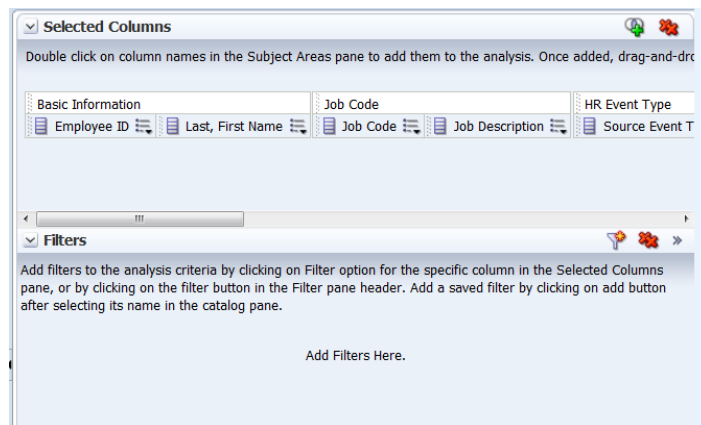 Selected Columns
Double click on column names in the Subject Areas pane to add them to the analysis. Once added, drag-and-dro
Basic Information Job Code HR Event Type
Employee ID Last, First Name Job Code Job Description Source Event T
Filters
Add filters to the analysis criteria by clicking on Filter option for the specific column in the Selected Columns
pane, or by clicking on the filter button in the Filter pane header. Add a saved filter by clicking on add button
after selecting its name in the catalog pane.
Add Filters Here.